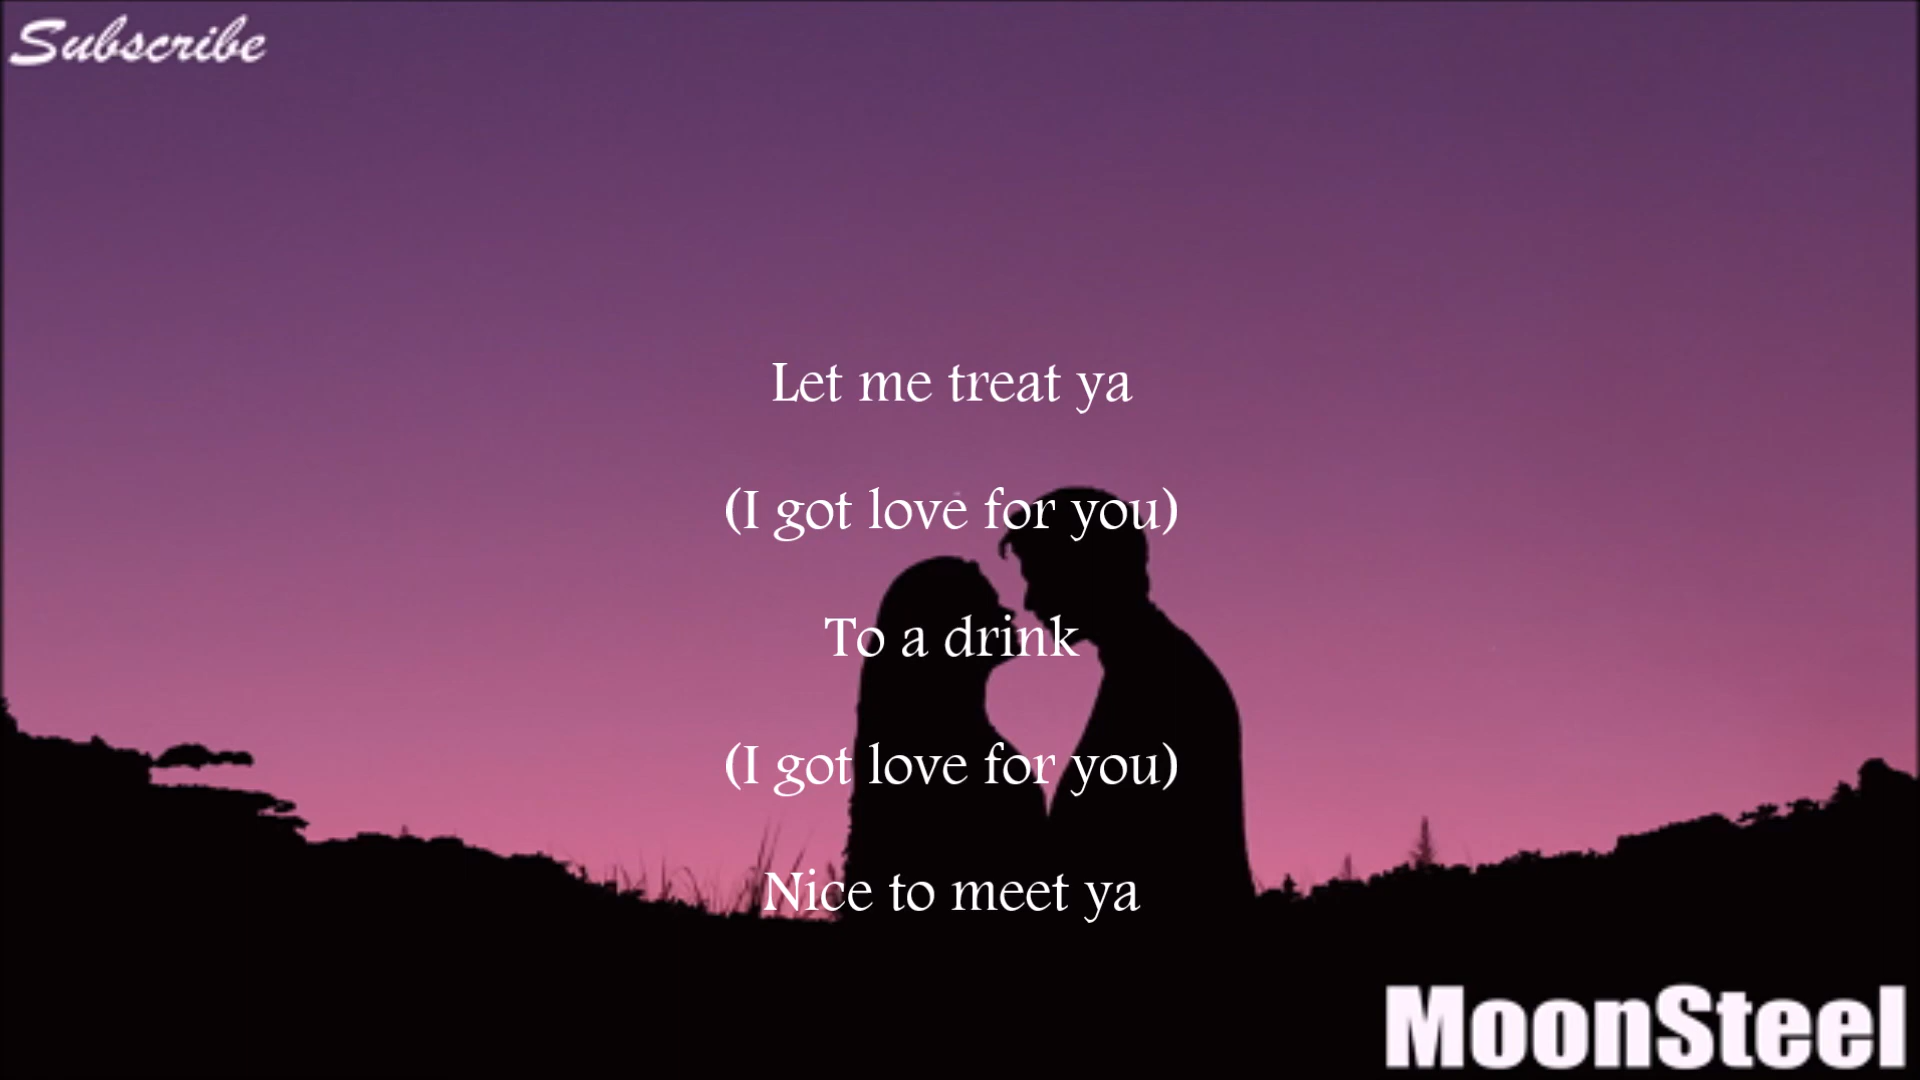 Subscribe
Let me treat ya
(I got love for you)
To a drink
(I got love for you)
Nice to meet ya
MoonSteel